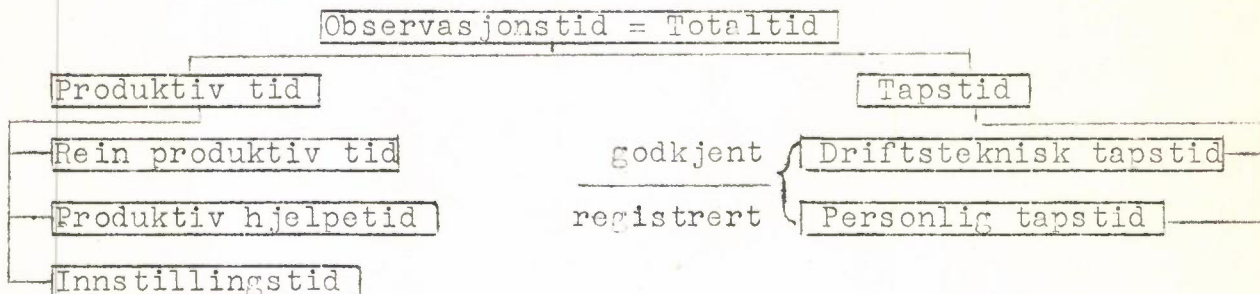 Observasjonstid = Totaltid
Produktiv tid Tapstid
Rein produktiv tid godkjent Driftsteknisk tapstid
Produktiv hjelpetid registrert Personlig tapstid
Innstillingstid